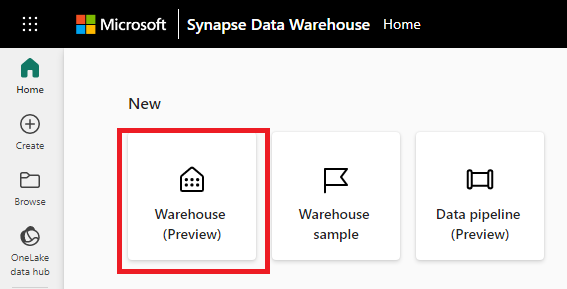 Microsoft Synapse Data Warehouse Home
Home
Create
Browse
OneLake
data hub
New
Warehouse
(Preview)
Warehouse
sample
Data pipeline
(Preview)